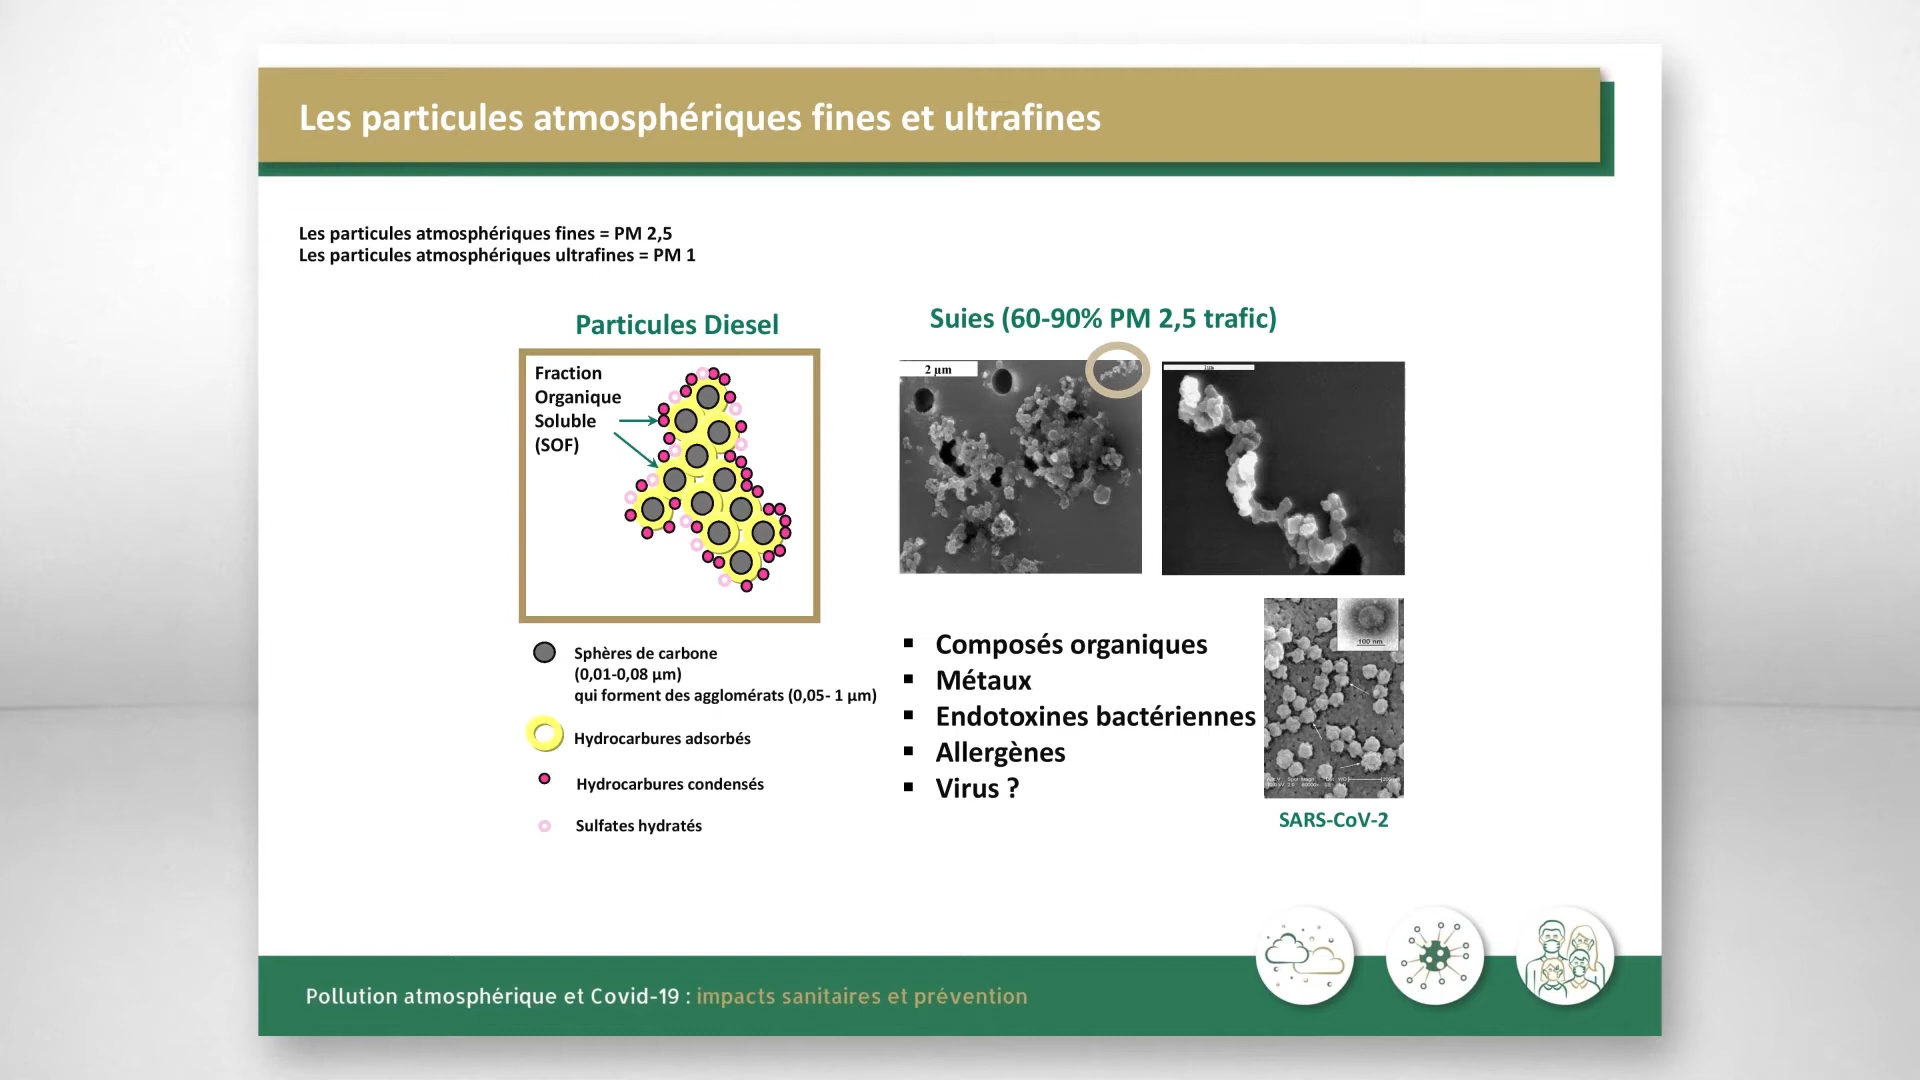 Les particules atmosphériques fines et ultrafines
Les particules atmosphériques fines = PM 2,5
Les particules atmosphériques ultrafines = PM 1
Particules Diesel
Fraction
Organique
Soluble
(SOF)
Sphères de carbone
(0,01-0,08 µm)
qui forment des agglomérats (0,05- 1 µm)
Hydrocarbures adsorbés
Hydrocarbures condensés
Sulfates hydratés
Suies (60-90% PM 2,5 trafic)
2 µm
1µm
▪ Composés organiques
▪ Métaux
▪ Endotoxines bactériennes
▪ Allergènes
▪ Virus ?
100 nm
SARS-CoV-2
Pollution atmosphérique et Covid-19 : impacts sanitaires et prévention